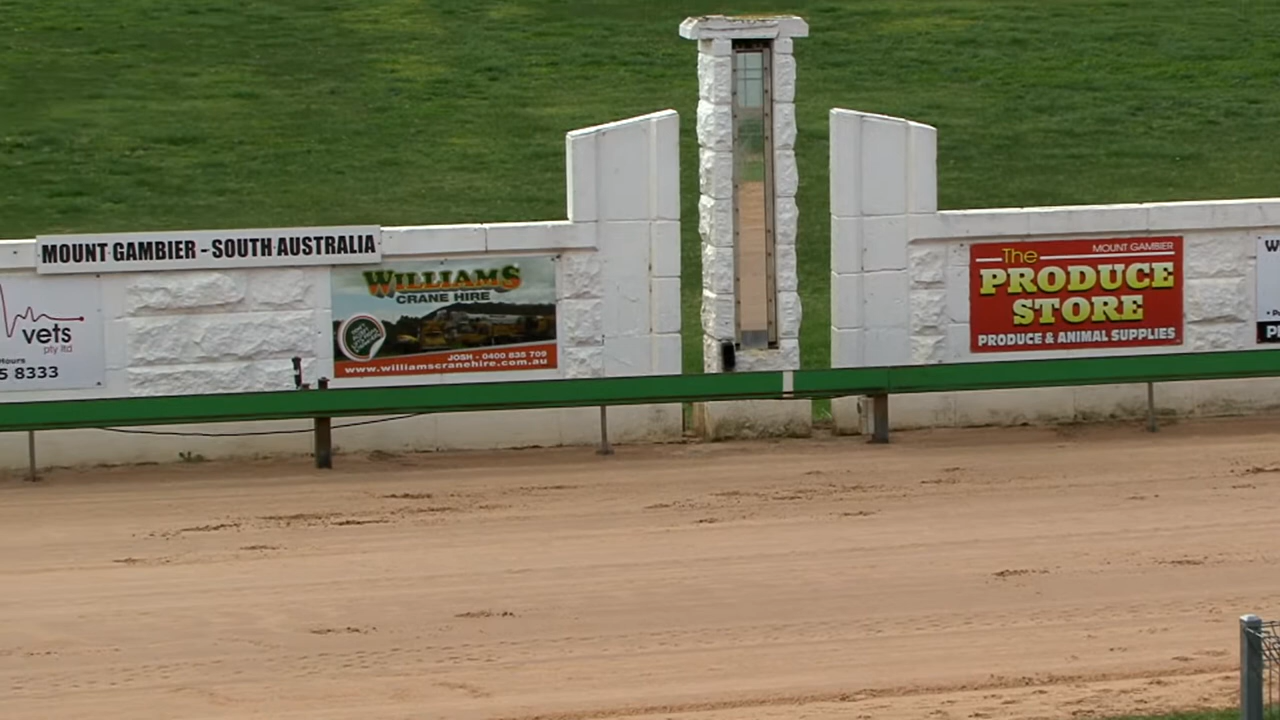 MOUNT GAMBIER - SOUTH AUSTRALIA
vets
pty ltd
Hours
5 8333
WILLIAMS
CRANE HIRE
JOSH - 0400 835 709
www.williamscranehire.com.au
The
MOUNT GAMBIER
PRODUCE
STORE
PRODUCE & ANIMAL SUPPLIES
W
P